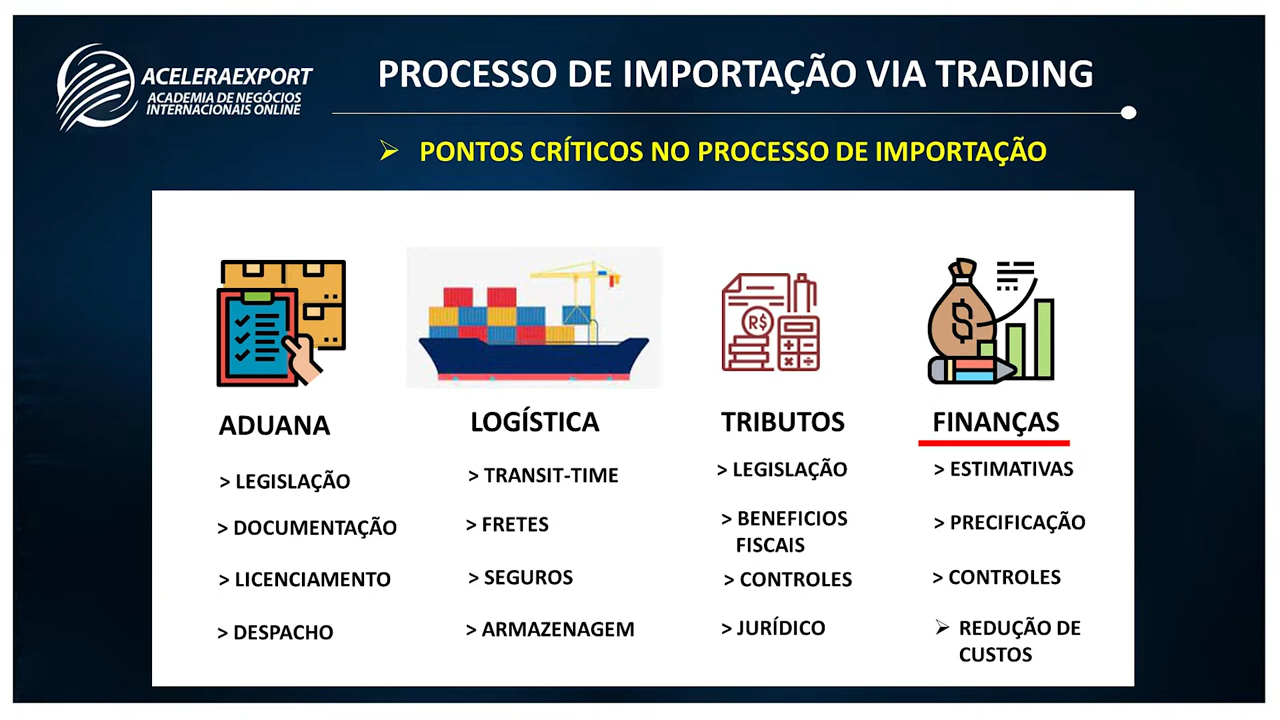 ACELERAEXPORT
ACADEMIA DE NEGÓCIOS
INTERNACIONAIS ONLINE
PROCESSO DE IMPORTAÇÃO VIA TRADING
➢ PONTOS CRÍTICOS NO PROCESSO DE IMPORTAÇÃO
R$
$
ADUANA
> LEGISLAÇÃO
> DOCUMENTAÇÃO
> LICENCIAMENTO
> DESPACHO
LOGÍSTICA
> TRANSIT-TIME
> FRETES
> SEGUROS
> ARMAZENAGEM
TRIBUTOS
> LEGISLAÇÃO
> BENEFICIOS
FISCAIS
> CONTROLES
> JURÍDICO
FINANÇAS
> ESTIMATIVAS
> PRECIFICAÇÃO
> CONTROLES
➢ REDUÇÃO DE
CUSTOS